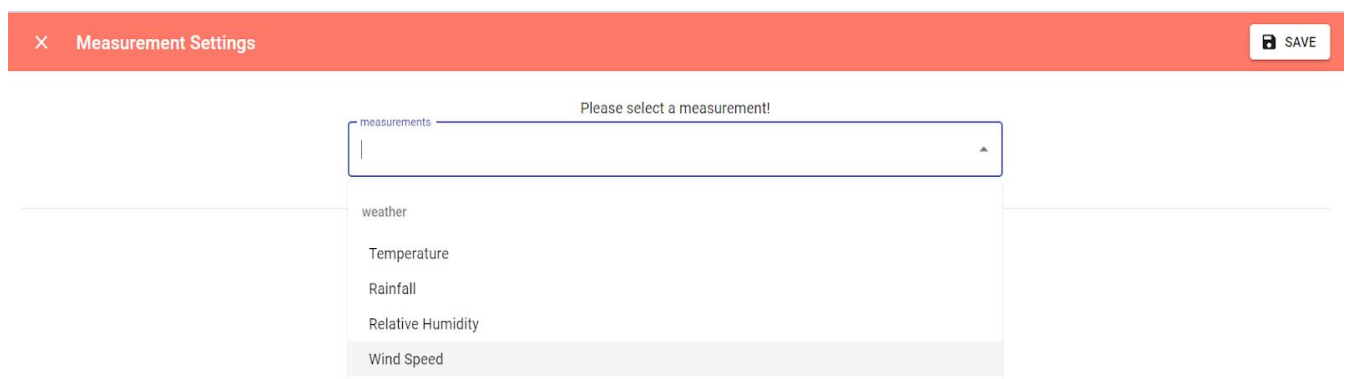 Measurement Settings
SAVE
Please select a measurement!
measurements
weather
Temperature
Rainfall
Relative Humidity
Wind Speed